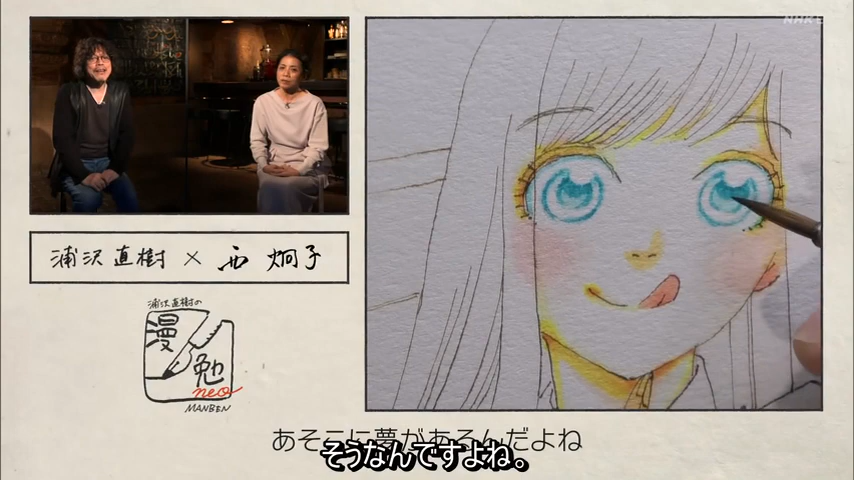 NHK
浦沢直樹 × 西 炯子
浦沢直樹の
漫
勉
neo
MANBEN
あそこに夢があるんだよね
そうなんですよね。